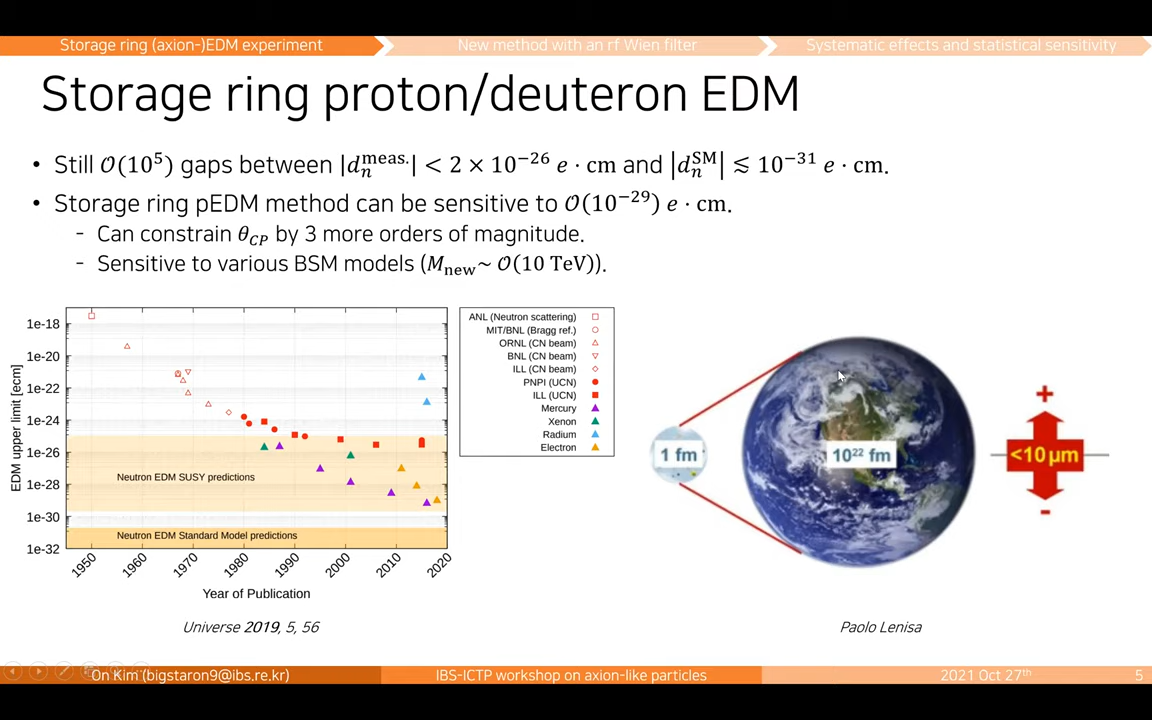 Storage ring (axion-)EDM experiment
New method with an rf Wien filter
Systematic effects and statistical sensitivity
Storage ring proton/deuteron EDM
• Still 𝒪(10⁵) gaps between |dₙ^meas.| < 2 × 10⁻²⁶ e · cm and |dₙ^SM| ≲ 10⁻³¹ e · cm.
• Storage ring pEDM method can be sensitive to 𝒪(10⁻²⁹) e · cm.
- Can constrain θ_CP by 3 more orders of magnitude.
- Sensitive to various BSM models (M_new~ 𝒪(10 TeV)).
EDM upper limit [ecm]
1e-18
1e-20
1e-22
1e-24
1e-26
1e-28
1e-30
1e-32
Neutron EDM SUSY predictions
Neutron EDM Standard Model predictions
1950
1960
1970
1980
1990
2000
2010
2020
Year of Publication
ANL (Neutron scattering)
MIT/BNL (Bragg ref.)
ORNL (CN beam)
BNL (CN beam)
ILL (CN beam)
PNPI (UCN)
ILL (UCN)
Mercury
Xenon
Radium
Electron
Universe 2019, 5, 56
1 fm
10²² fm
+
<10 µm
-
Paolo Lenisa
On Kim (bigstaron9@ibs.re.kr)
IBS-ICTP workshop on axion-like particles
2021 Oct 27th
5